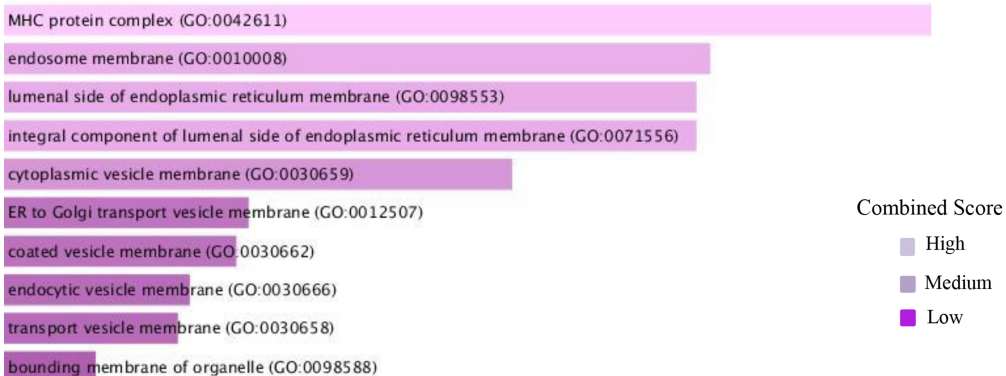 MHC protein complex (GO:0042611)
endosome membrane (GO:0010008)
lumenal side of endoplasmic reticulum membrane (GO:0098553)
integral component of lumenal side of endoplasmic reticulum membrane (GO:0071556)
cytoplasmic vesicle membrane (GO:0030659)
ER to Golgi transport vesicle membrane (GO:0012507)
coated vesicle membrane (GO:0030662)
endocytic vesicle membrane (GO:0030666)
transport vesicle membrane (GO:0030658)
bounding membrane of organelle (GO:0098588)
Combined Score
High
Medium
Low